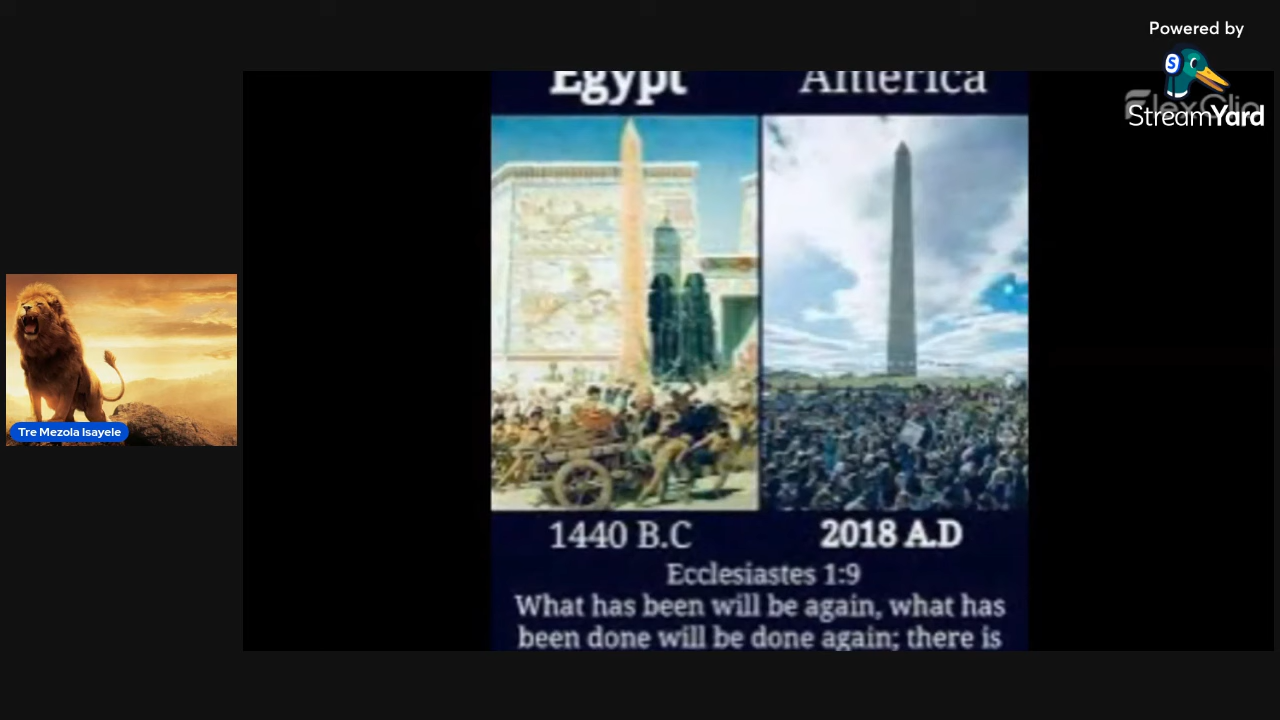 Powered by
StreamYard
FlexClip
Egypt America
1440 B.C 2018 A.D
Ecclesiastes 1:9
What has been will be again, what has
been done will be done again; there is
Tre Mezola Isayele